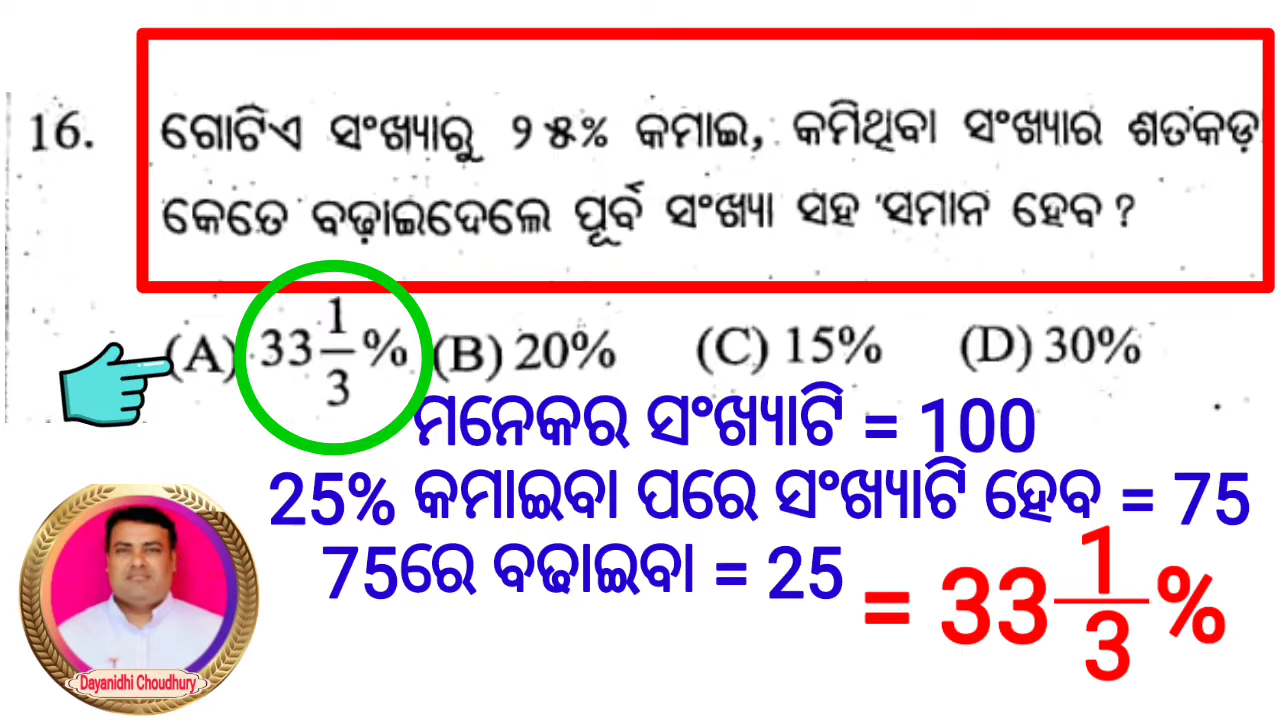 16. ଗୋଟିଏ ସଂଖ୍ୟାରୁ ୨୫% କମାଇ, କମିଥିବା ସଂଖ୍ୟାର ଶତକଡ଼
କେତେ ବଢ଼ାଇଦେଲେ ପୂର୍ବ ସଂଖ୍ୟା ସହ ସମାନ ହେବ ?
(A) 33 1/3 % (B) 20% (C) 15% (D) 30%
ମନେକର ସଂଖ୍ୟାଟି = 100
25% କମାଇବା ପରେ ସଂଖ୍ୟାଟି ହେବ = 75
75ରେ ବଢାଇବା = 25
= 33 1/3 %
Dayanidhi Choudhury